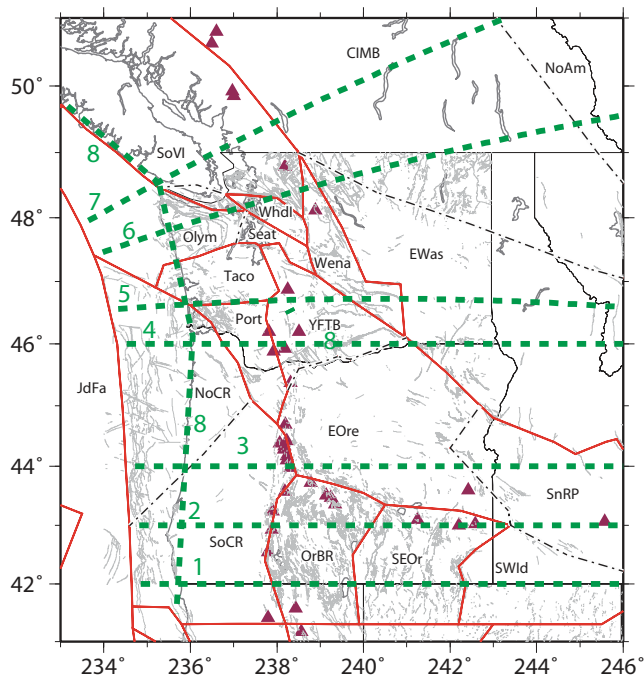 CIMB
NoAm
50°
8
SoVI
7
6
Whdl
48°
Olym
Seat
EWas
Wena
Taco
5
Port
YFTB
4
8
46°
JdFa
NoCR
8
EOre
3
44°
SnRP
2
SoCR
OrBR
SEOr
1
SWId
42°
234° 236° 238° 240° 242° 244° 246°